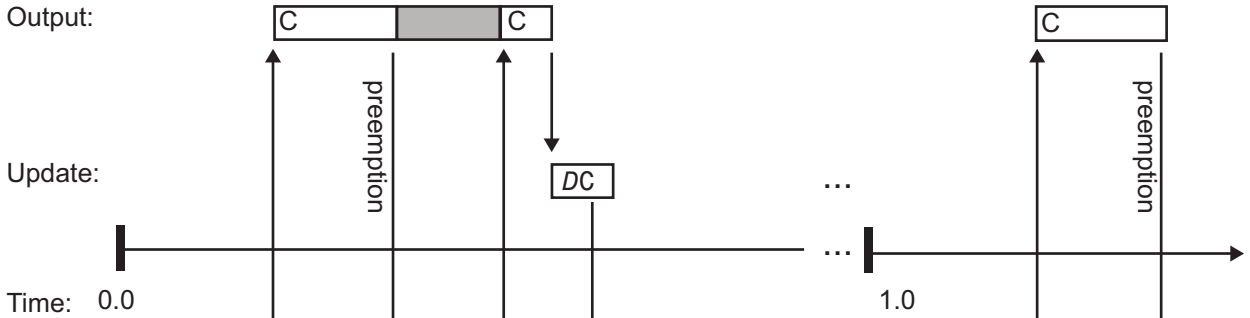 Output: C C C
preemption preemption
Update: DC ...
...
Time: 0.0 1.0